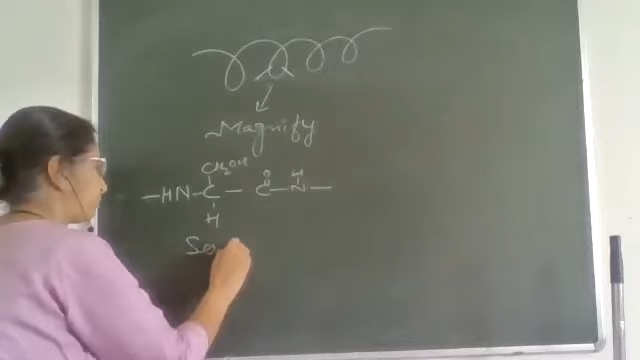 Magnify
CH2OH
O H
—HN—C—C—N—
H
Se